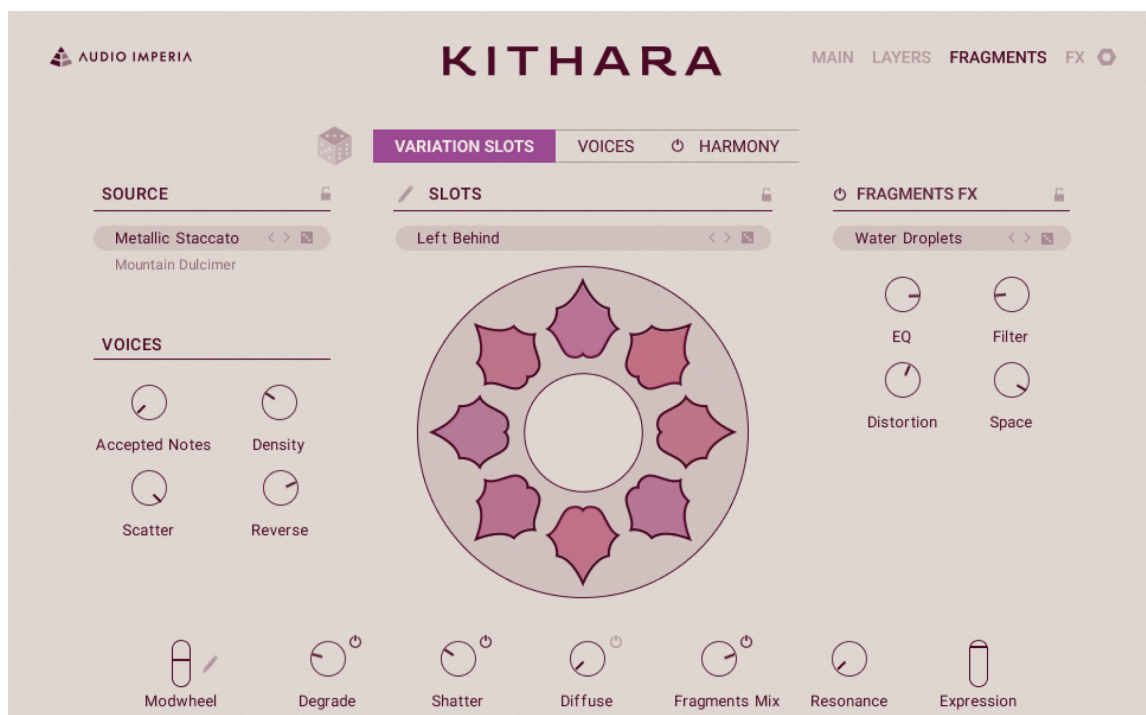 AUDIO IMPERIA
KITHARA
MAIN LAYERS FRAGMENTS FX
VARIATION SLOTS VOICES HARMONY
SOURCE
Metallic Staccato
Mountain Dulcimer
VOICES
Accepted Notes Density
Scatter Reverse
SLOTS
Left Behind
FRAGMENTS FX
Water Droplets
EQ Filter
Distortion Space
Modwheel Degrade Shatter Diffuse Fragments Mix Resonance Expression